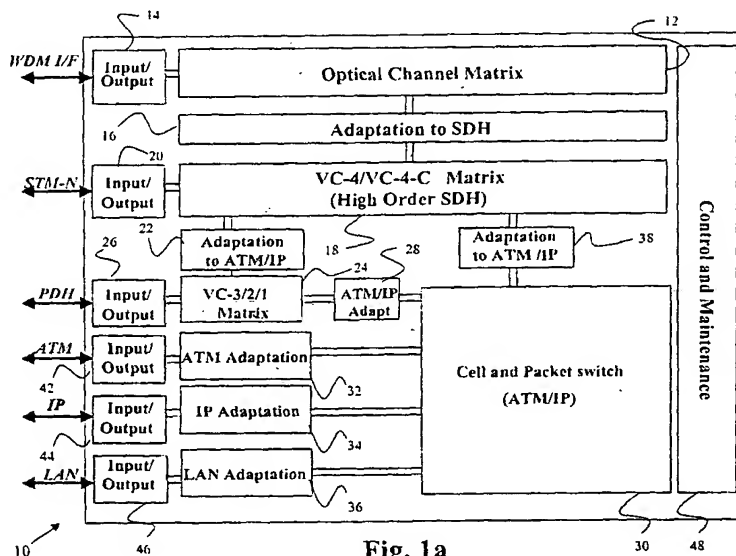 14
12
WDM I/F
Input/
Output
Optical Channel Matrix
16
Adaptation to SDH
20
STM-N
Input/
Output
VC-4/VC-4-C Matrix
(High Order SDH)
22
Adaptation
to ATM/IP
18
28
Adaptation
to ATM /IP
38
26
24
PDH
Input/
Output
VC-3/2/1
Matrix
ATM/IP
Adapt
ATM
Input/
Output
ATM Adaptation
42
32
Cell and Packet switch
(ATM/IP)
IP
Input/
Output
IP Adaptation
44
34
LAN
Input/
Output
LAN Adaptation
36
Control and Maintenance
10
46
Fig. 1a
30
48